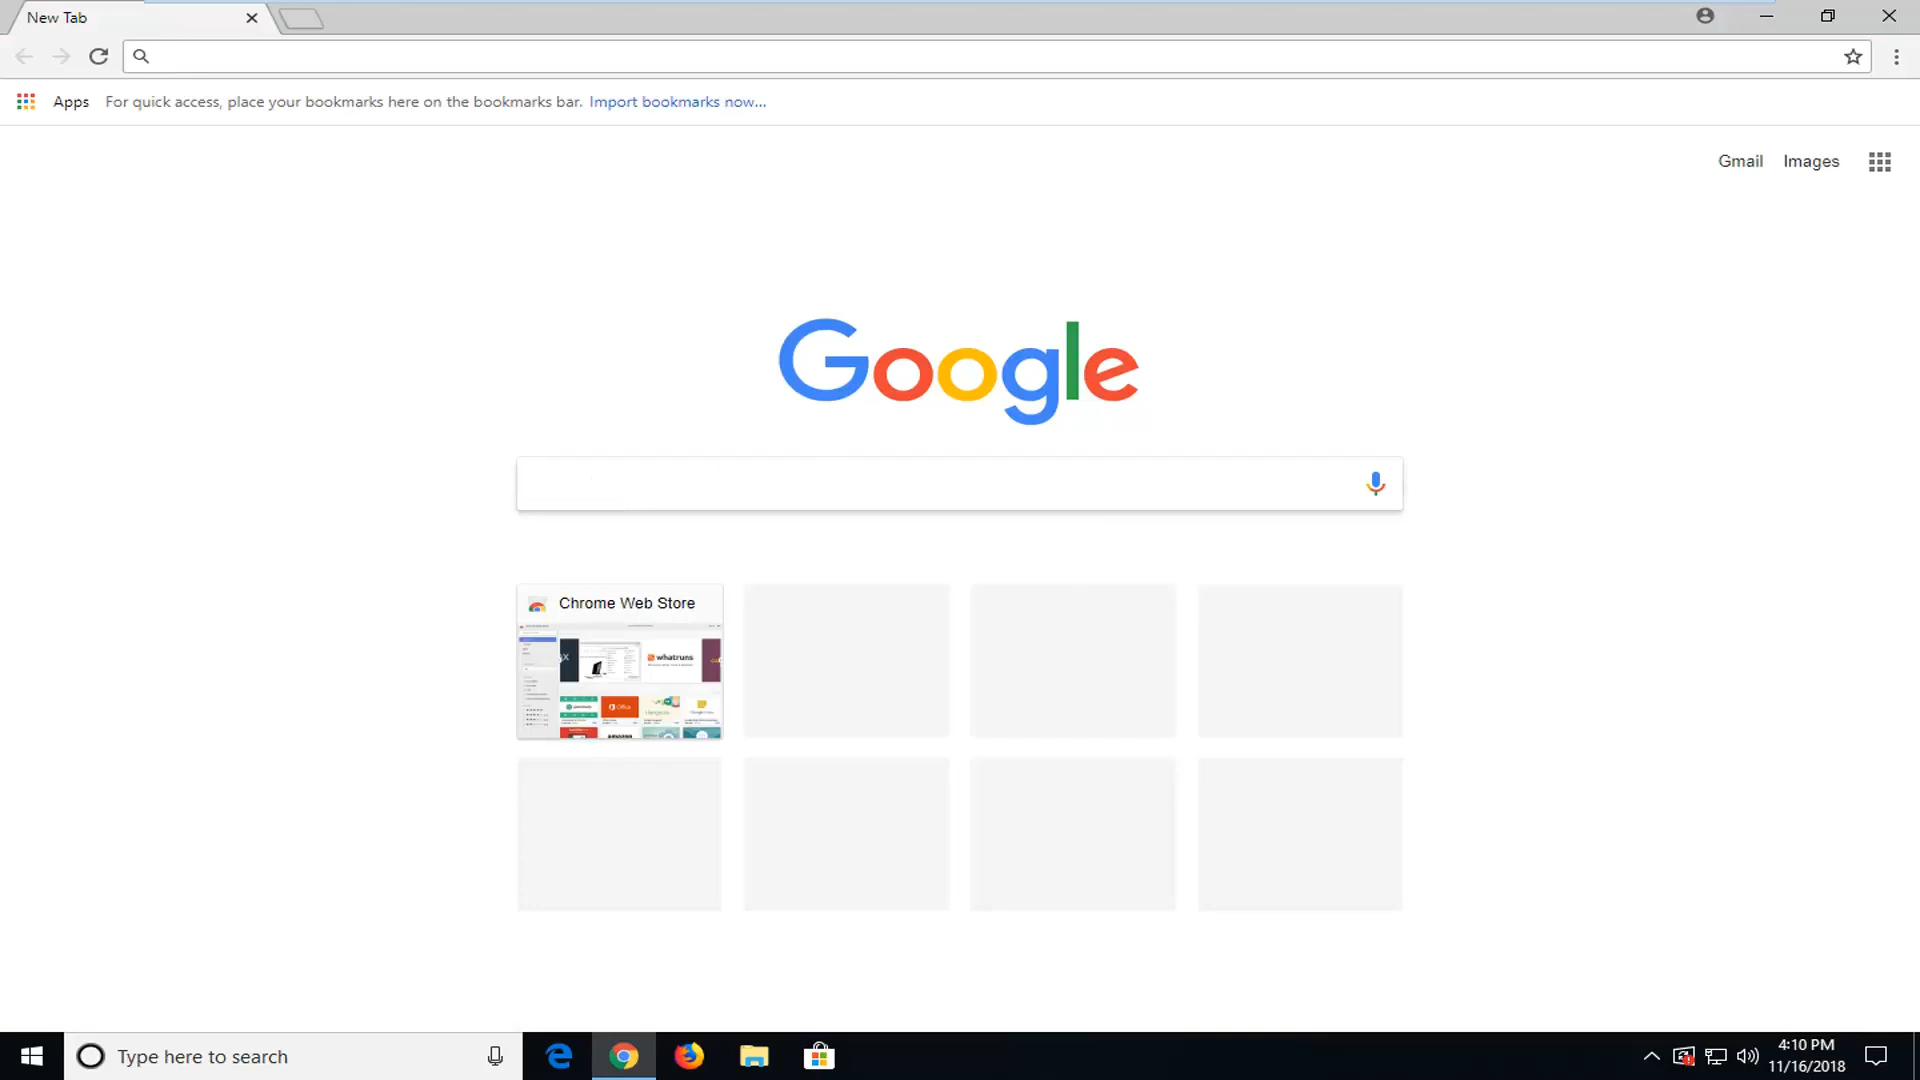 New Tab
Apps For quick access, place your bookmarks here on the bookmarks bar. Import bookmarks now...
Gmail Images
Google
Chrome Web Store
whatruns
Office
Type here to search
4:10 PM
11/16/2018